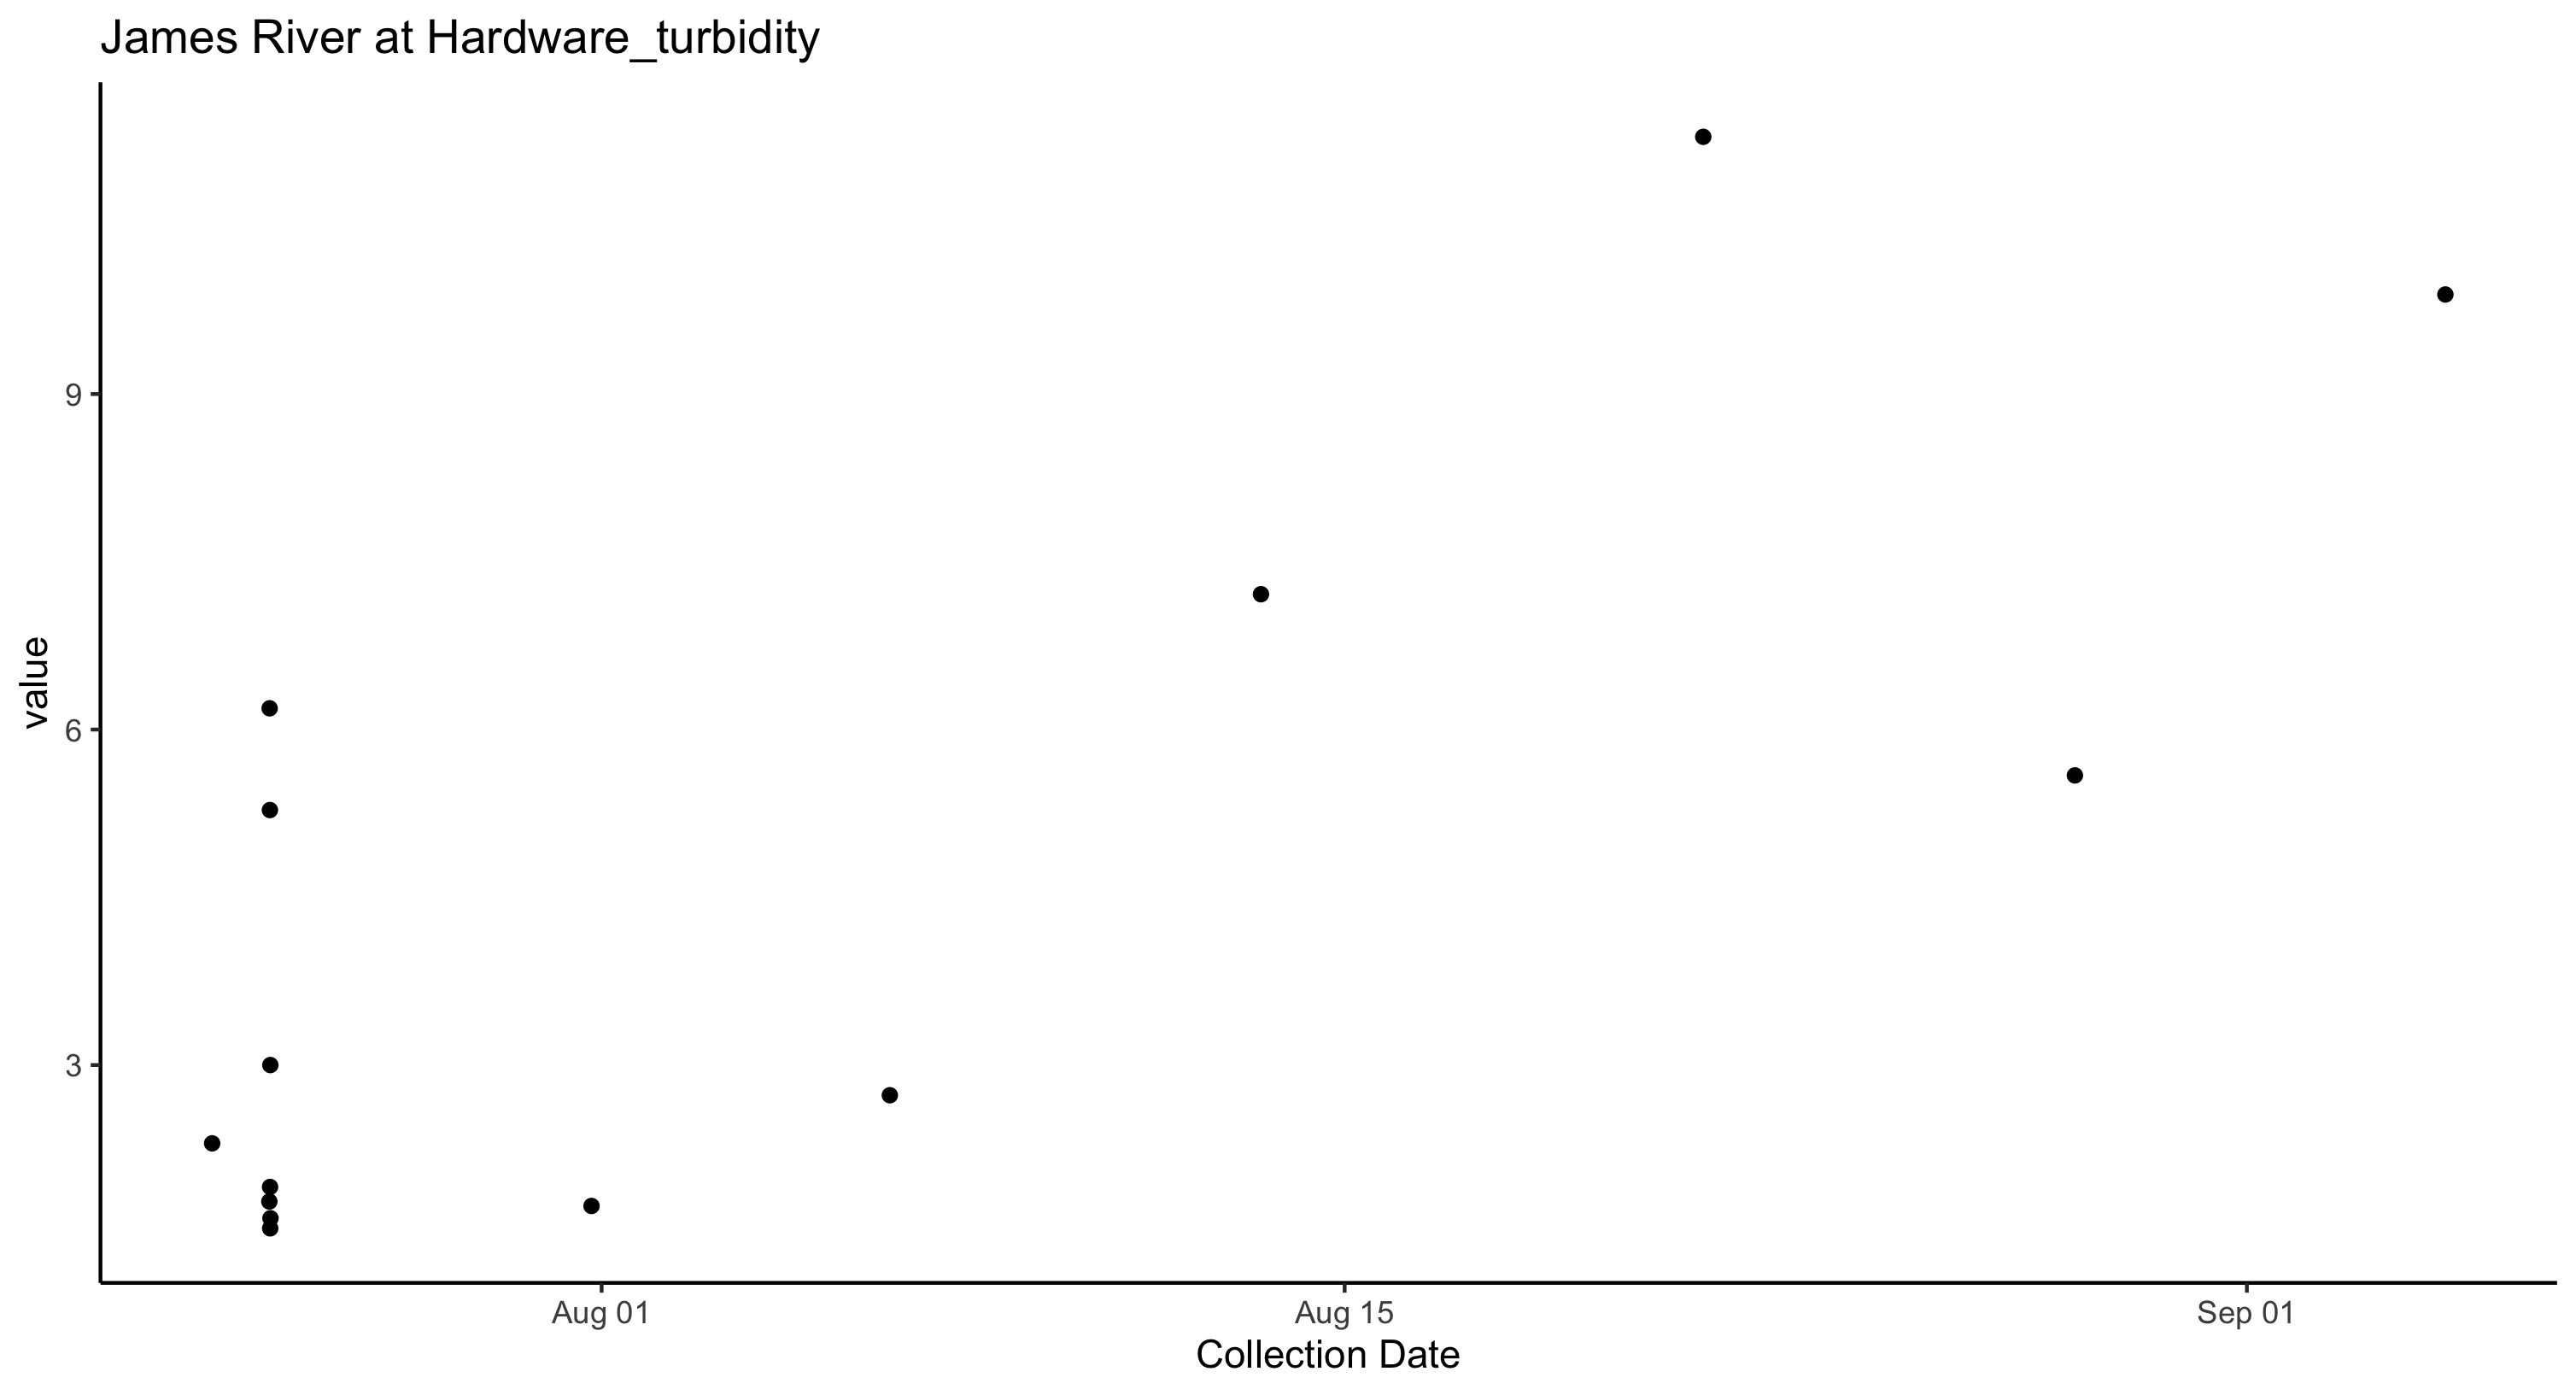 James River at Hardware_turbidity
value
9
6
3
Aug 01
Aug 15
Sep 01
Collection Date